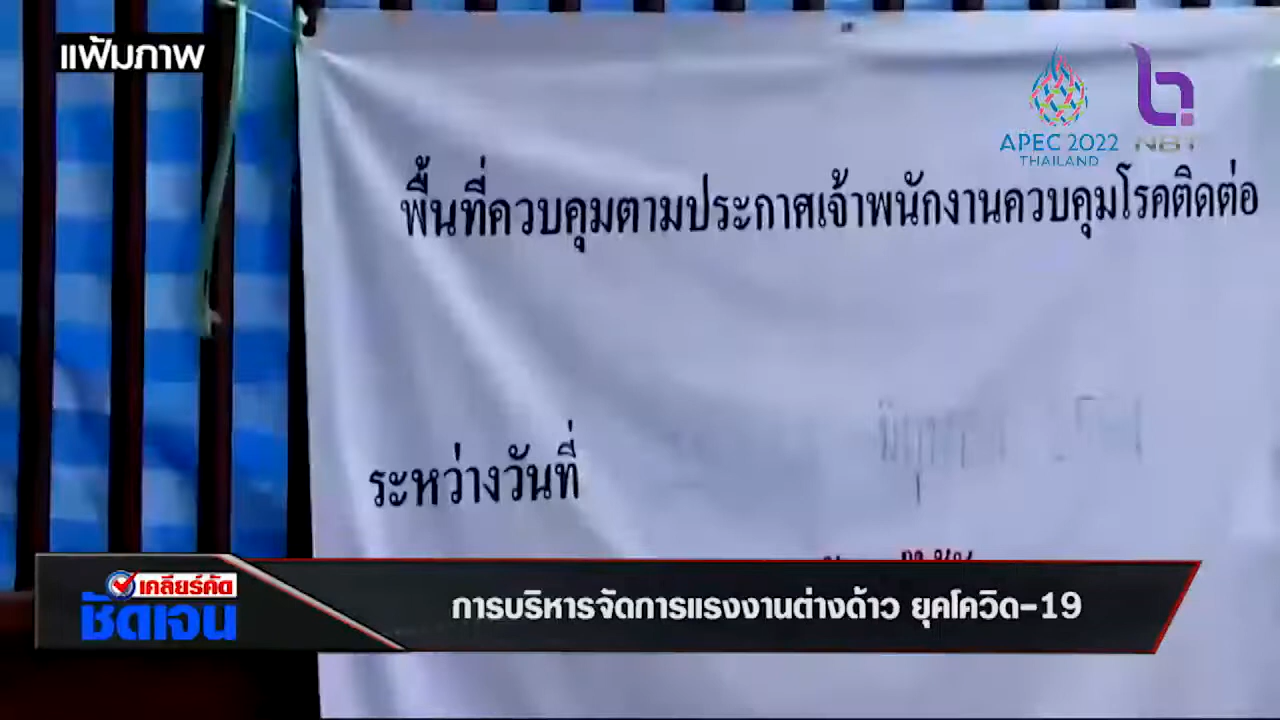 แฟ้มภาพ
APEC 2022
THAILAND
NBT
พื้นที่ควบคุมตามประกาศเจ้าพนักงานควบคุมโรคติดต่อ
ระหว่างวันที่
เคลียร์คัด
ชัดเจน
การบริหารจัดการแรงงานต่างด้าว ยุคโควิด-19